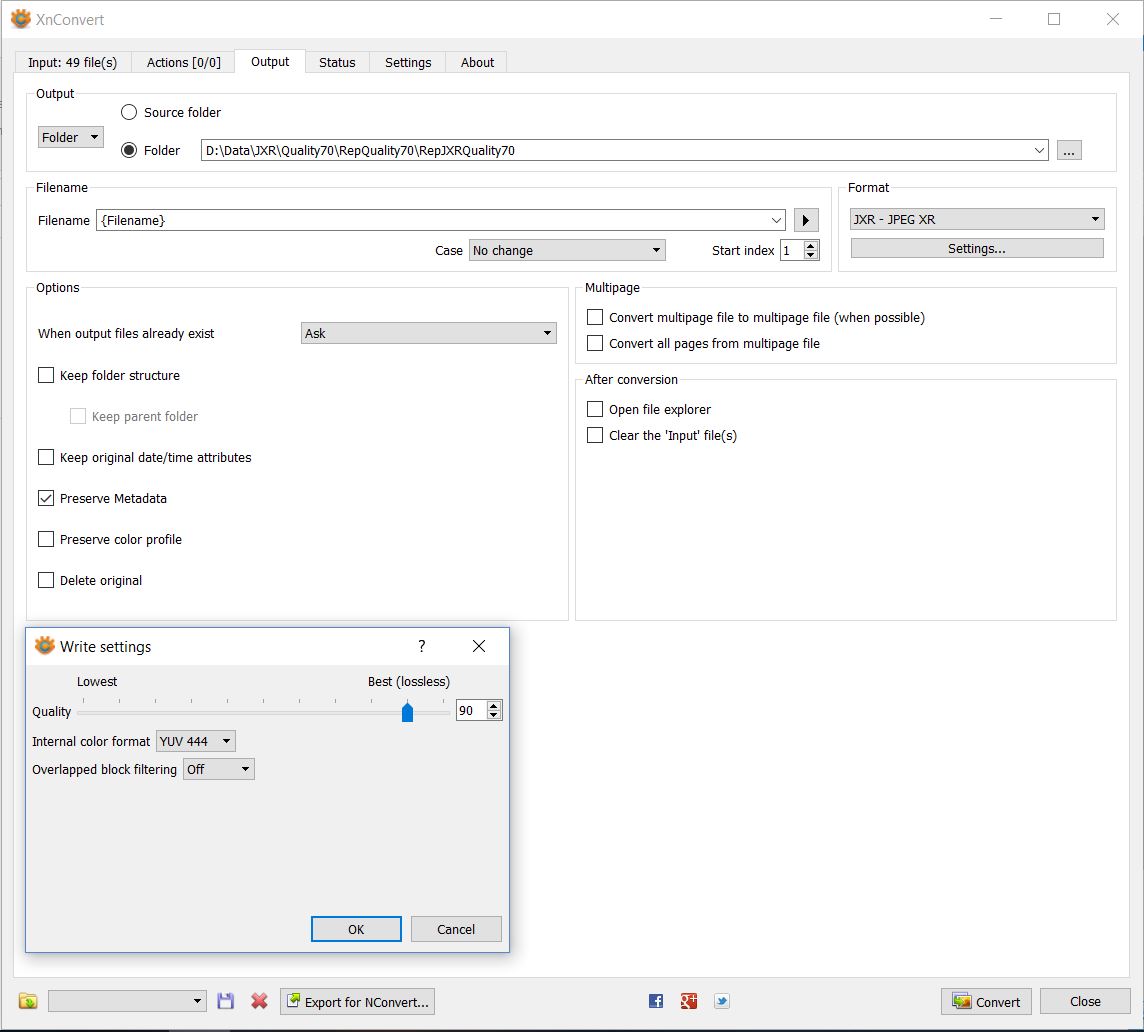 XnConvert
Input: 49 file(s) Actions [0/0] Output Status Settings About
Output
Source folder
Folder Folder D:\Data\JXR\Quality70\RepQuality70\RepJXRQuality70 ...
Filename Format
Filename {Filename} JXR - JPEG XR
Case No change Start index 1 Settings...
Options Multipage
When output files already exist Ask Convert multipage file to multipage file (when possible)
Convert all pages from multipage file
Keep folder structure After conversion
Keep parent folder Open file explorer
Clear the 'Input' file(s)
Keep original date/time attributes
Preserve Metadata
Preserve color profile
Delete original
Write settings ?
Lowest Best (lossless)
Quality 90
Internal color format YUV 444
Overlapped block filtering Off
OK Cancel
Export for NConvert... Convert Close